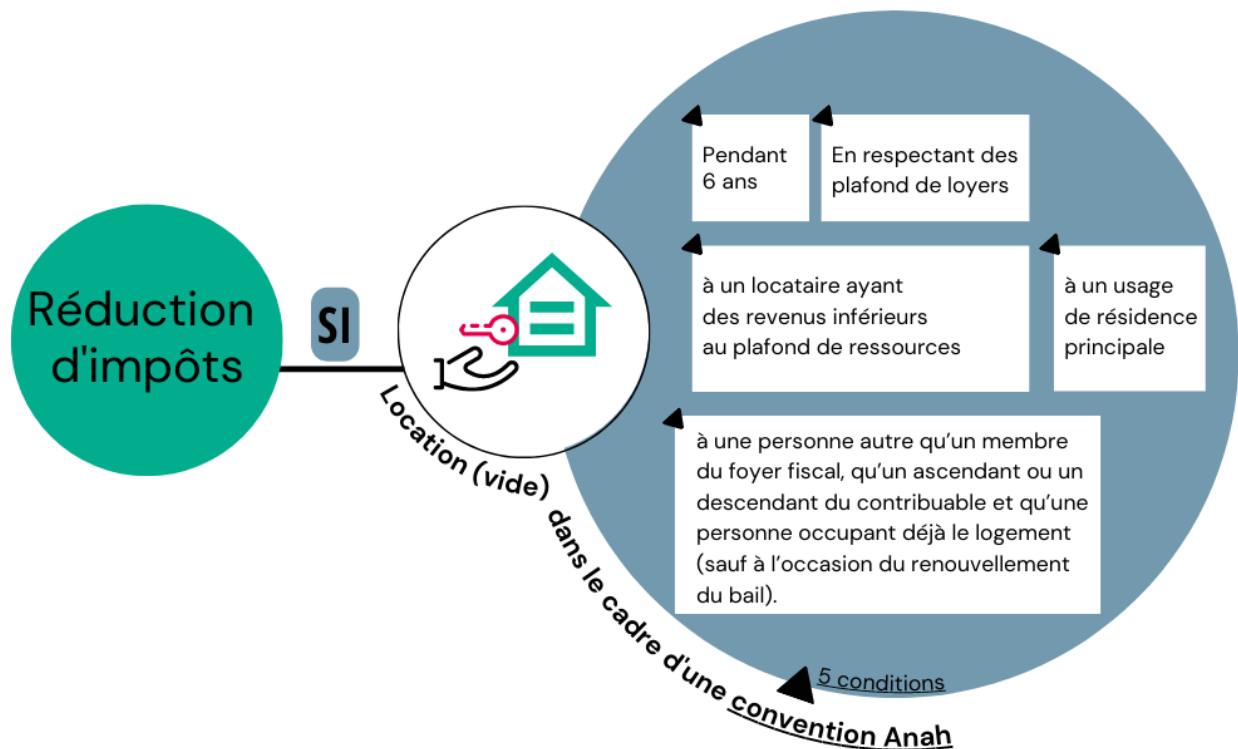 Réduction
d'impôts
SI
Location (vide) dans le cadre d'une convention Anah
5 conditions
Pendant
6 ans
En respectant des
plafond de loyers
à un locataire ayant
des revenus inférieurs
au plafond de ressources
à un usage
de résidence
principale
à une personne autre qu’un membre
du foyer fiscal, qu’un ascendant ou un
descendant du contribuable et qu’une
personne occupant déjà le logement
(sauf à l’occasion du renouvellement
du bail).